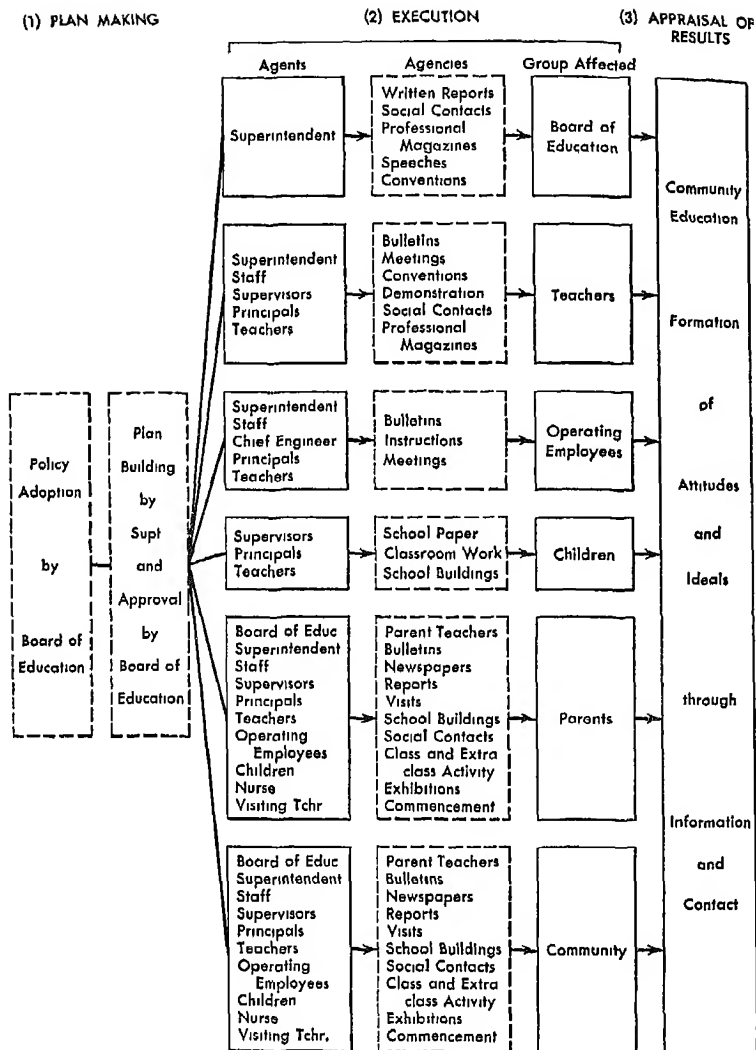 (1) PLAN MAKING
(2) EXECUTION
(3) APPRAISAL OF
RESULTS
Agents
Agencies
Group Affected
Policy
Adoption
by
Board of
Education
Plan
Building
by
Supt
and
Approval
by
Board of
Education
Superintendent
Written Reports
Social Contacts
Professional
Magazines
Speeches
Conventions
Board of
Education
Superintendent
Staff
Supervisors
Principals
Teachers
Bulletins
Meetings
Conventions
Demonstration
Social Contacts
Professional
Magazines
Teachers
Superintendent
Staff
Chief Engineer
Principals
Teachers
Bulletins
Instructions
Meetings
Operating
Employees
Supervisors
Principals
Teachers
School Paper
Classroom Work
School Buildings
Children
Board of Educ
Superintendent
Staff
Supervisors
Principals
Teachers
Operating
Employees
Children
Nurse
Visiting Tchr
Parent Teachers
Bulletins
Newspapers
Reports
Visits
School Buildings
Social Contacts
Class and Extra
class Activity
Exhibitions
Commencement
Parents
Board of Educ
Superintendent
Staff
Supervisors
Principals
Teachers
Operating
Employees
Children
Nurse
Visiting Tchr.
Parent Teachers
Bulletins
Newspapers
Reports
Visits
School Buildings
Social Contacts
Class and Extra
class Activity
Exhibitions
Commencement
Community
Community
Education
Formation
of
Attitudes
and
Ideals
through
Information
and
Contact